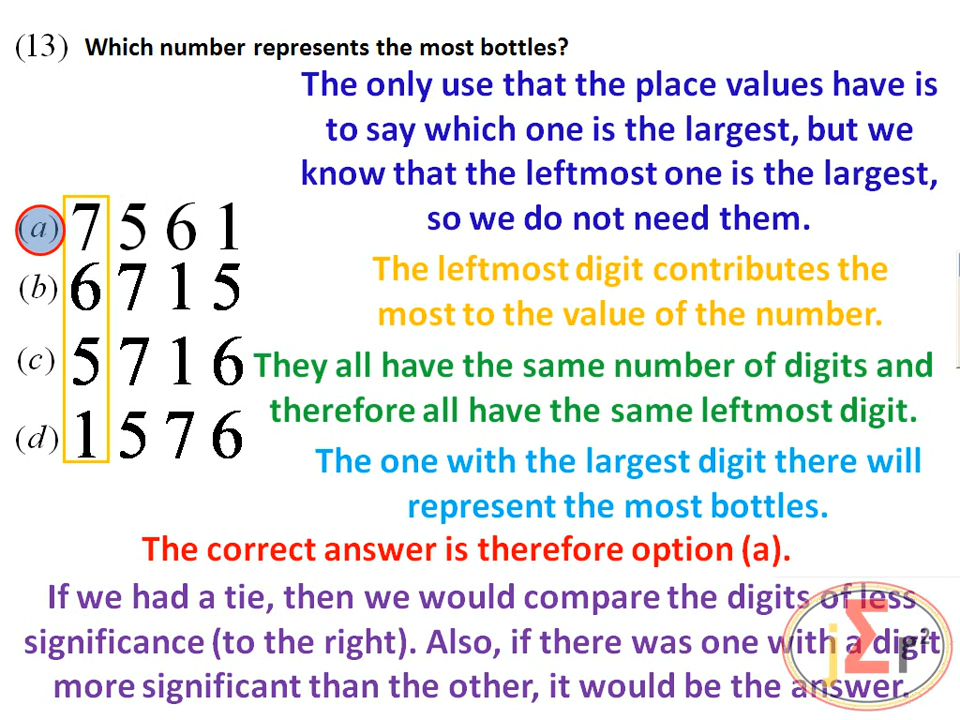 (13) Which number represents the most bottles?
The only use that the place values have is
to say which one is the largest, but we
know that the leftmost one is the largest,
so we do not need them.
(a) 7 5 6 1
(b) 6 7 1 5
The leftmost digit contributes the
most to the value of the number.
(c) 5 7 1 6
They all have the same number of digits and
therefore all have the same leftmost digit.
(d) 1 5 7 6
The one with the largest digit there will
represent the most bottles.
The correct answer is therefore option (a).
If we had a tie, then we would compare the digits of less
significance (to the right). Also, if there was one with a digit
more significant than the other, it would be the answer.
jΣr²